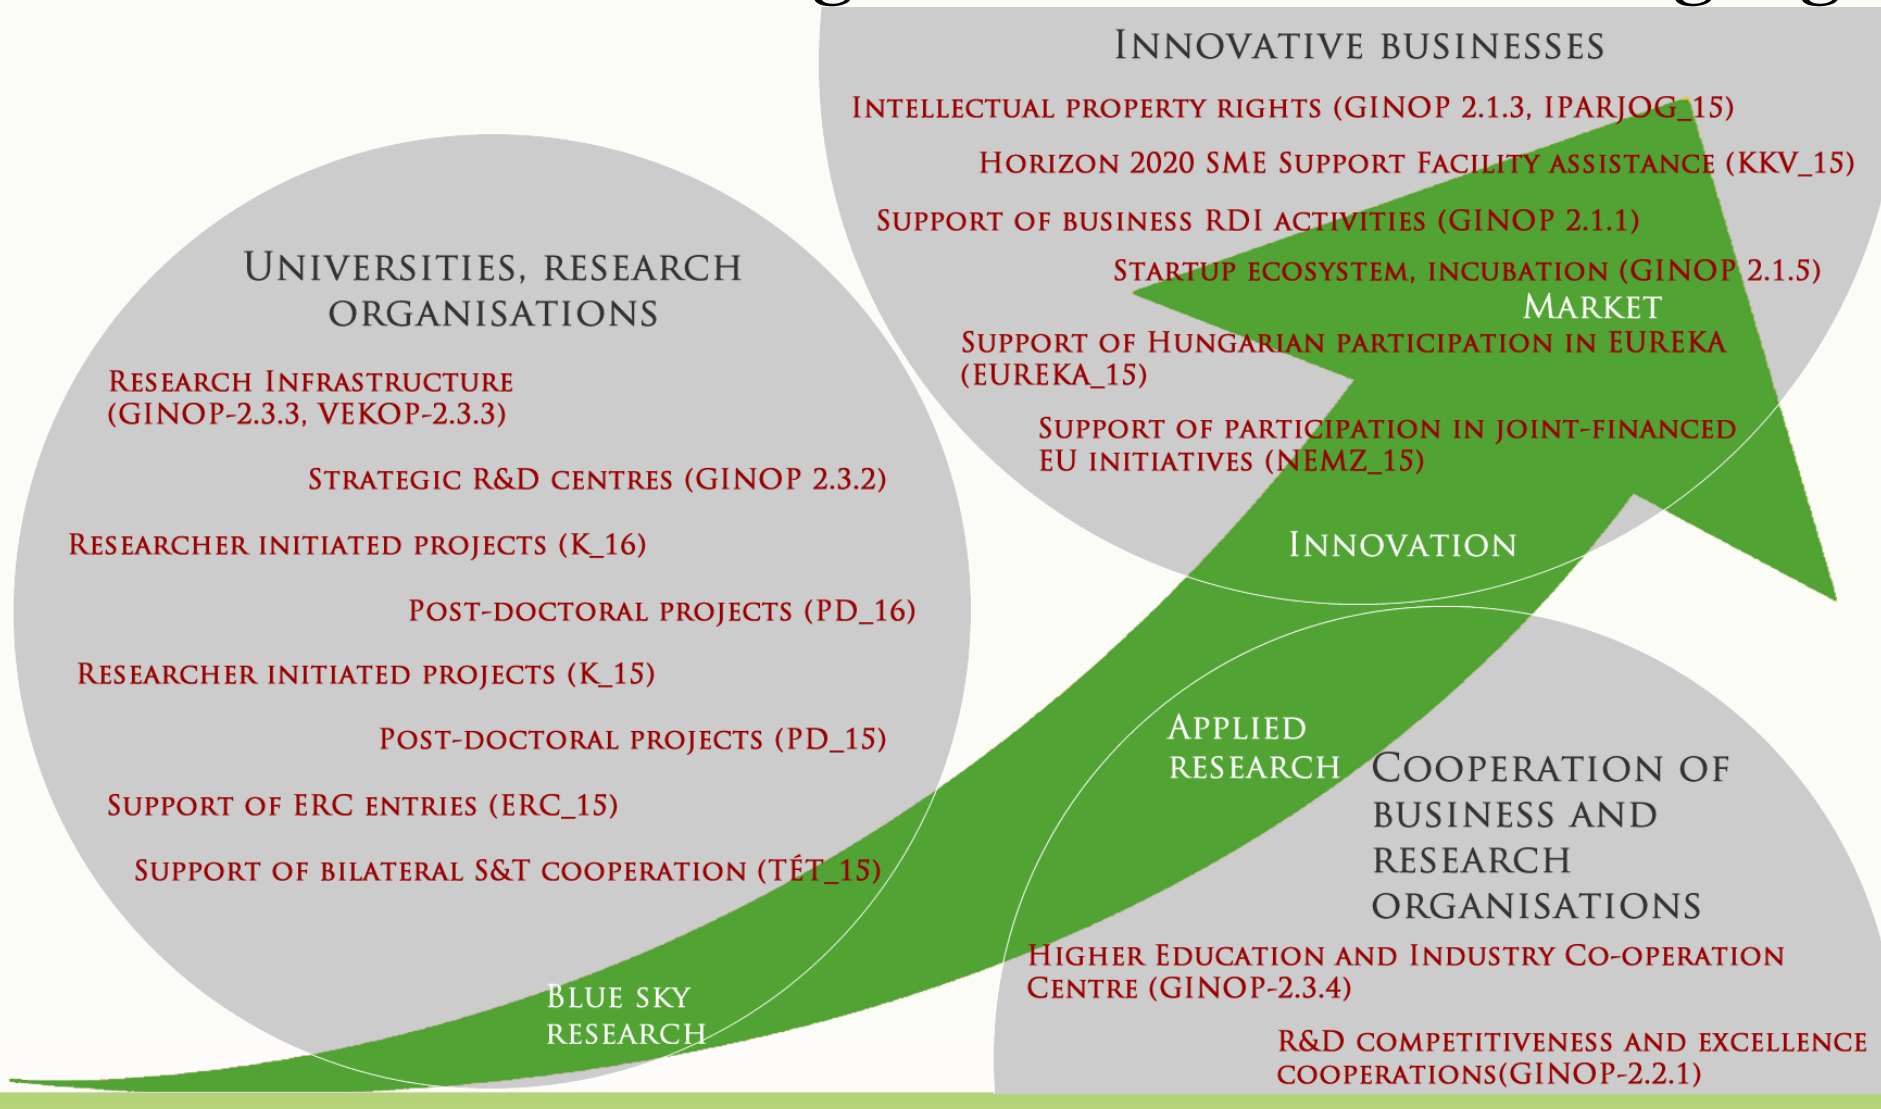 Innovative businesses
Intellectual property rights (GINOP 2.1.3, IPARJOG_15)
Horizon 2020 SME Support Facility assistance (KKV_15)
Support of business RDI activities (GINOP 2.1.1)
Startup ecosystem, incubation (GINOP 2.1.5)
Market
Support of Hungarian participation in EUREKA
(EUREKA_15)
Support of participation in joint-financed
EU initiatives (NEMZ_15)
Innovation
Universities, research
organisations
Research Infrastructure
(GINOP-2.3.3, VEKOP-2.3.3)
Strategic R&D centres (GINOP 2.3.2)
Researcher initiated projects (K_16)
Post-doctoral projects (PD_16)
Researcher initiated projects (K_15)
Post-doctoral projects (PD_15)
Support of ERC entries (ERC_15)
Support of bilateral S&T cooperation (TÉT_15)
Blue sky
research
Applied
research
Cooperation of
business and
research
organisations
Higher Education and Industry Co-operation
Centre (GINOP-2.3.4)
R&D competitiveness and excellence
cooperations(GINOP-2.2.1)